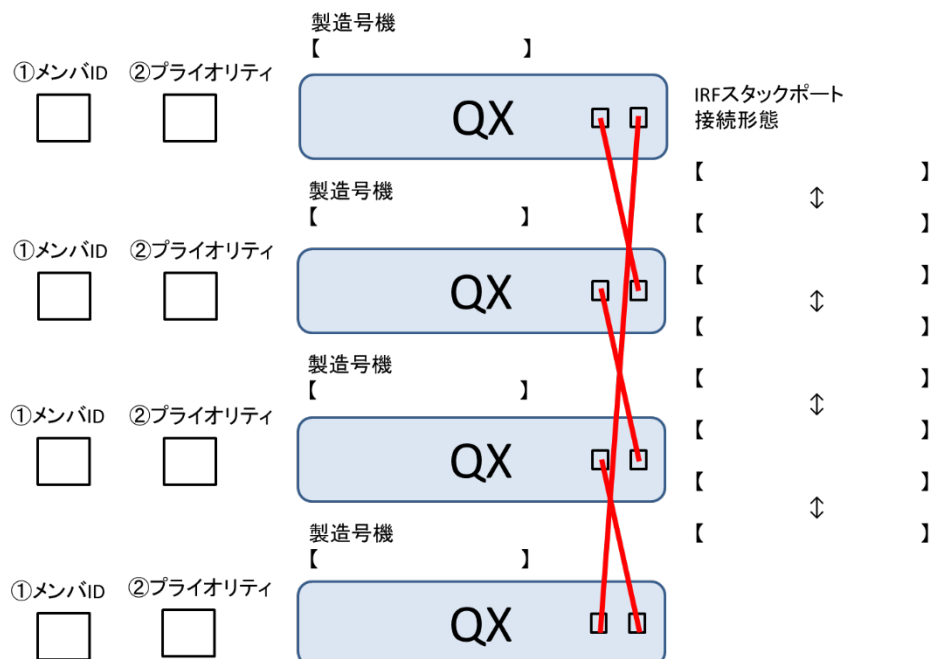 製造号機
【 】
①メンバID ②プライオリティ
QX
IRFスタックポート
接続形態
【 】
↕
【 】
製造号機
【 】
①メンバID ②プライオリティ
QX
【 】
↕
【 】
製造号機
【 】
①メンバID ②プライオリティ
QX
【 】
↕
【 】
【 】
↕
【 】
製造号機
【 】
①メンバID ②プライオリティ
QX